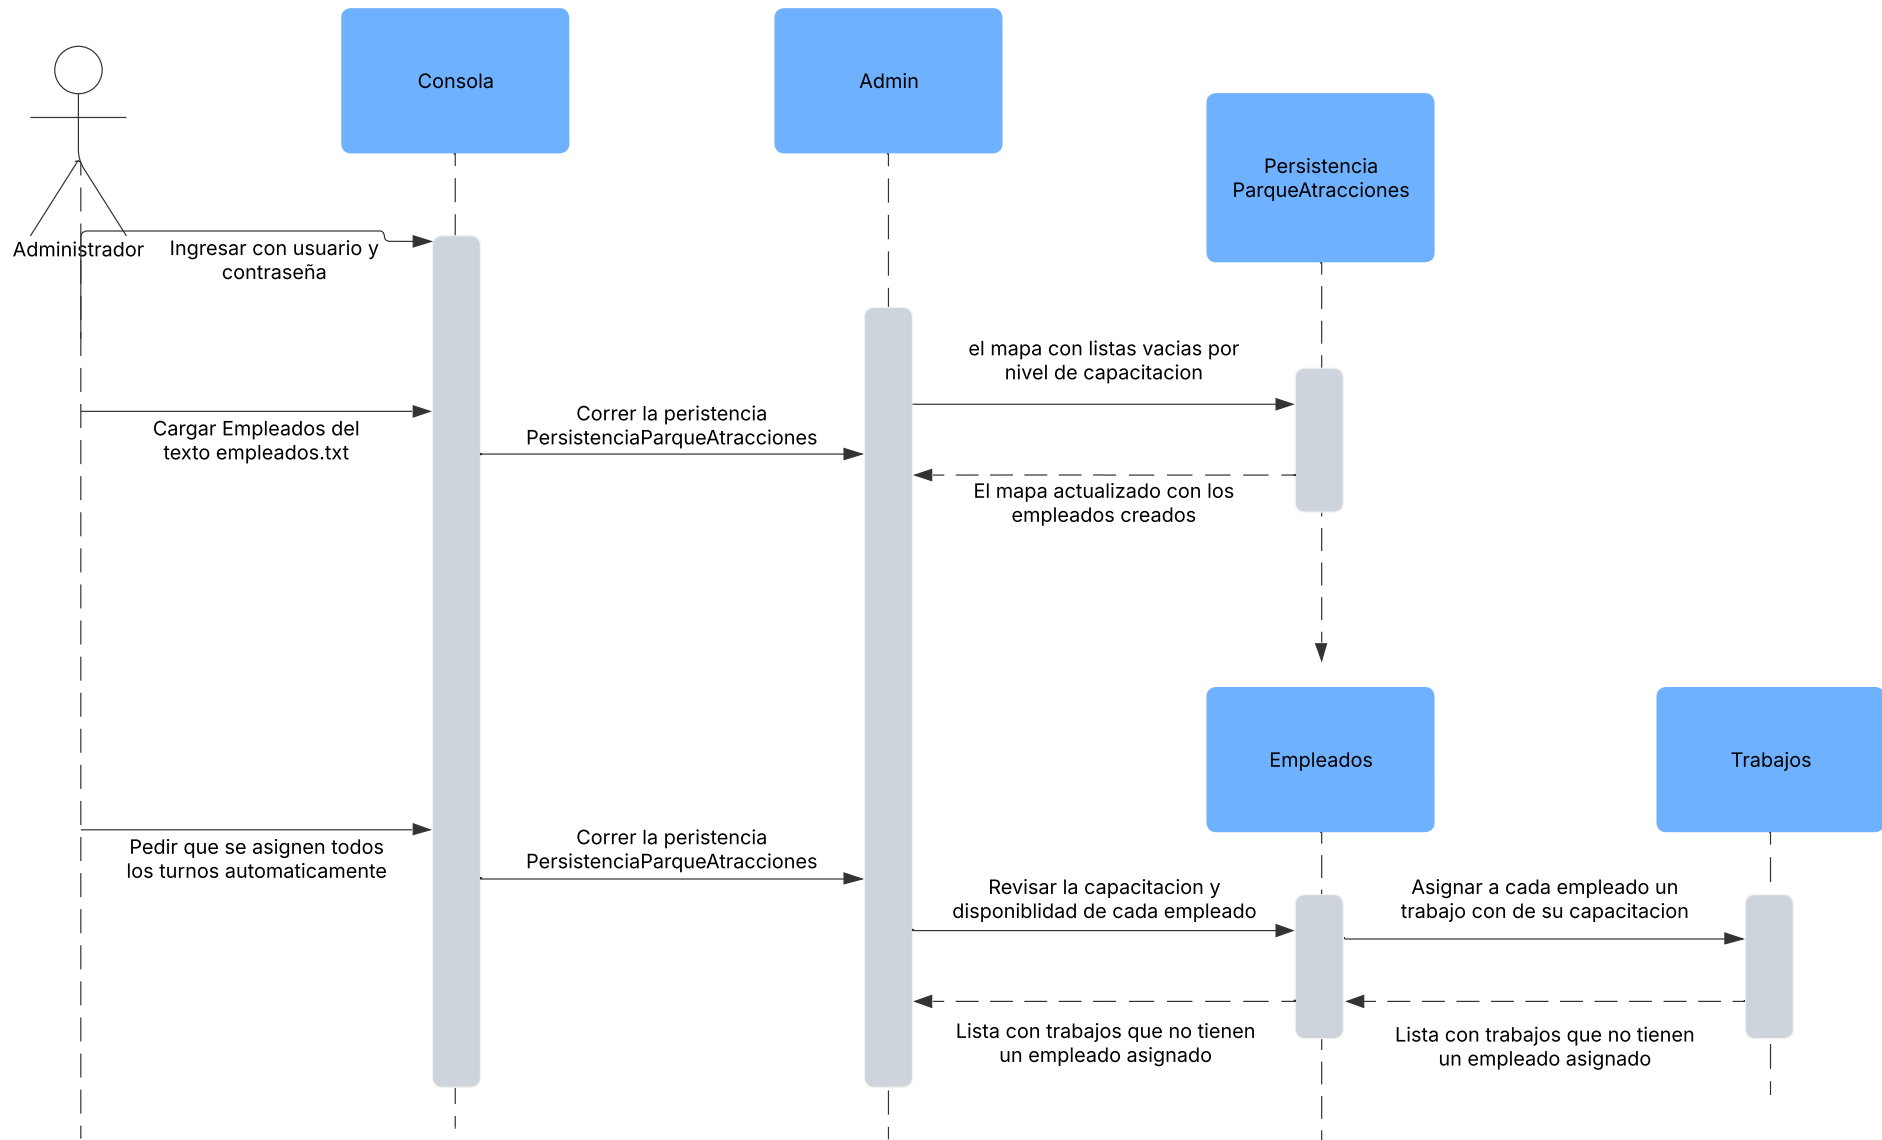 Consola
Admin
Persistencia
ParqueAtracciones
Administrador
Ingresar con usuario y
contraseña
el mapa con listas vacias por
nivel de capacitacion
Cargar Empleados del
texto empleados.txt
Correr la peristencia
PersistenciaParqueAtracciones
El mapa actualizado con los
empleados creados
Empleados
Trabajos
Pedir que se asignen todos
los turnos automaticamente
Correr la peristencia
PersistenciaParqueAtracciones
Revisar la capacitacion y
disponiblidad de cada empleado
Asignar a cada empleado un
trabajo con de su capacitacion
Lista con trabajos que no tienen
un empleado asignado
Lista con trabajos que no tienen
un empleado asignado